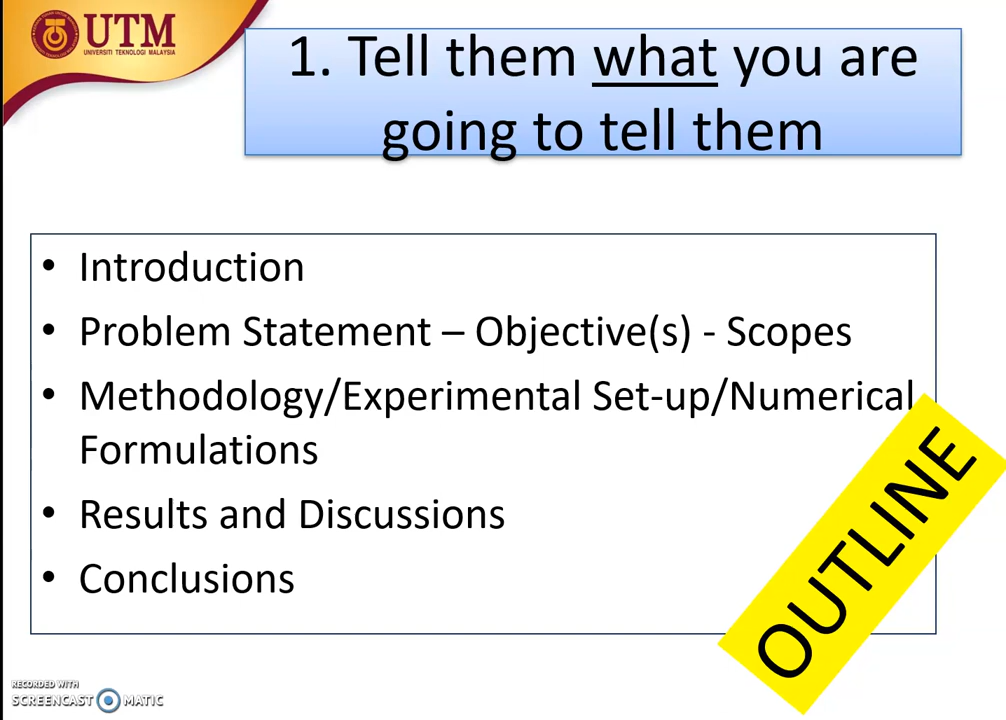 UTM
UNIVERSITI TEKNOLOGI MALAYSIA
1. Tell them what you are
going to tell them
• Introduction
• Problem Statement – Objective(s) - Scopes
• Methodology/Experimental Set-up/Numerical
Formulations
• Results and Discussions
• Conclusions
OUTLINE
RECORDED WITH
SCREENCAST MATIC